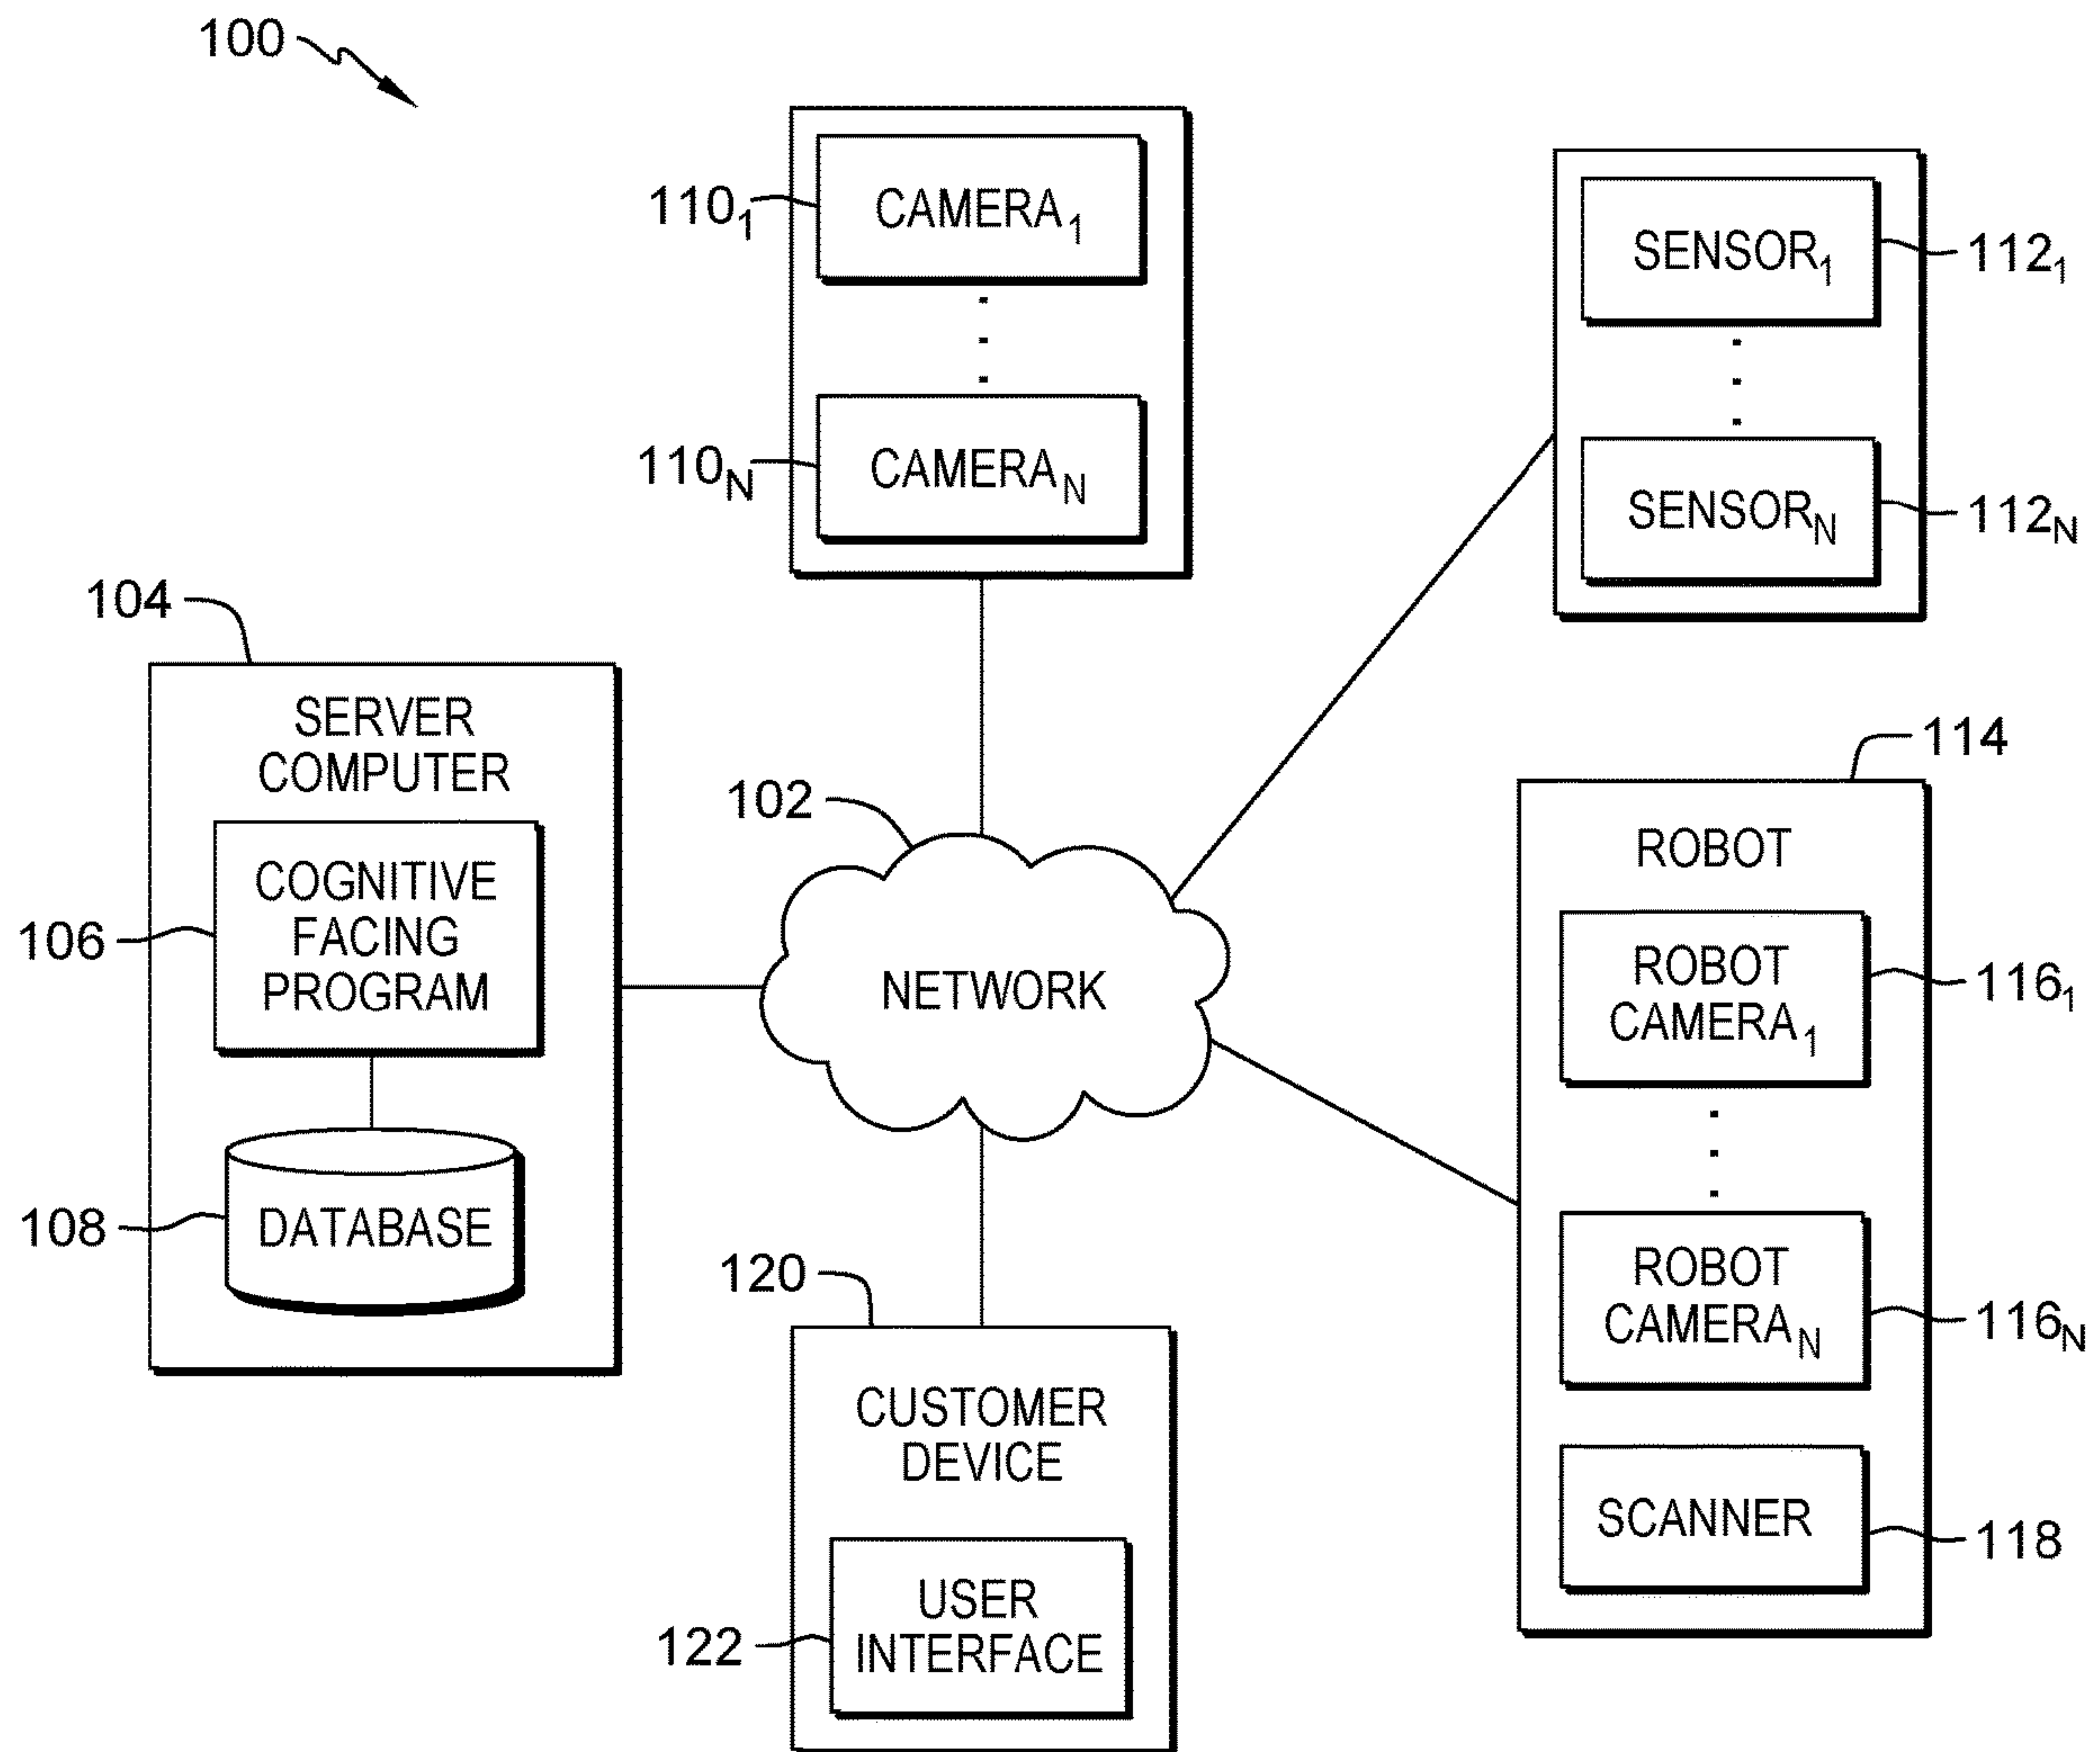 100
110₁
CAMERA₁
110ₙ
CAMERAₙ
SENSOR₁
112₁
SENSORₙ
112ₙ
104
SERVER
COMPUTER
106
COGNITIVE
FACING
PROGRAM
108
DATABASE
102
NETWORK
114
ROBOT
ROBOT
CAMERA₁
116₁
ROBOT
CAMERAₙ
116ₙ
SCANNER
118
120
CUSTOMER
DEVICE
122
USER
INTERFACE